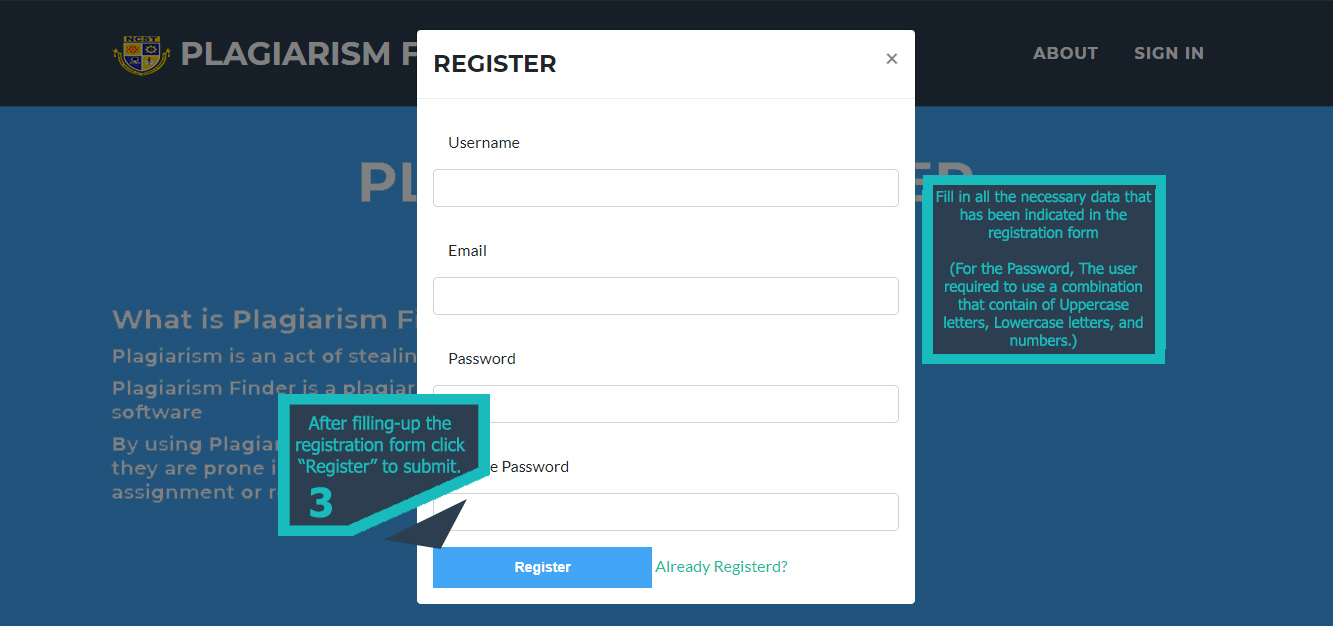 NCST
PLAGIARISM F
ABOUT
SIGN IN
REGISTER
×
Username
Email
Password
e Password
Register
Already Registerd?
PL
ER
What is Plagiarism Fi
Plagiarism is an act of stealin
Plagiarism Finder is a plagiar
software
By using Plagia
they are prone i
assignment or r
Fill in all the necessary data that
has been indicated in the
registration form
(For the Password, The user
required to use a combination
that contain of Uppercase
letters, Lowercase letters, and
numbers.)
After filling-up the
registration form click
“Register” to submit.
3